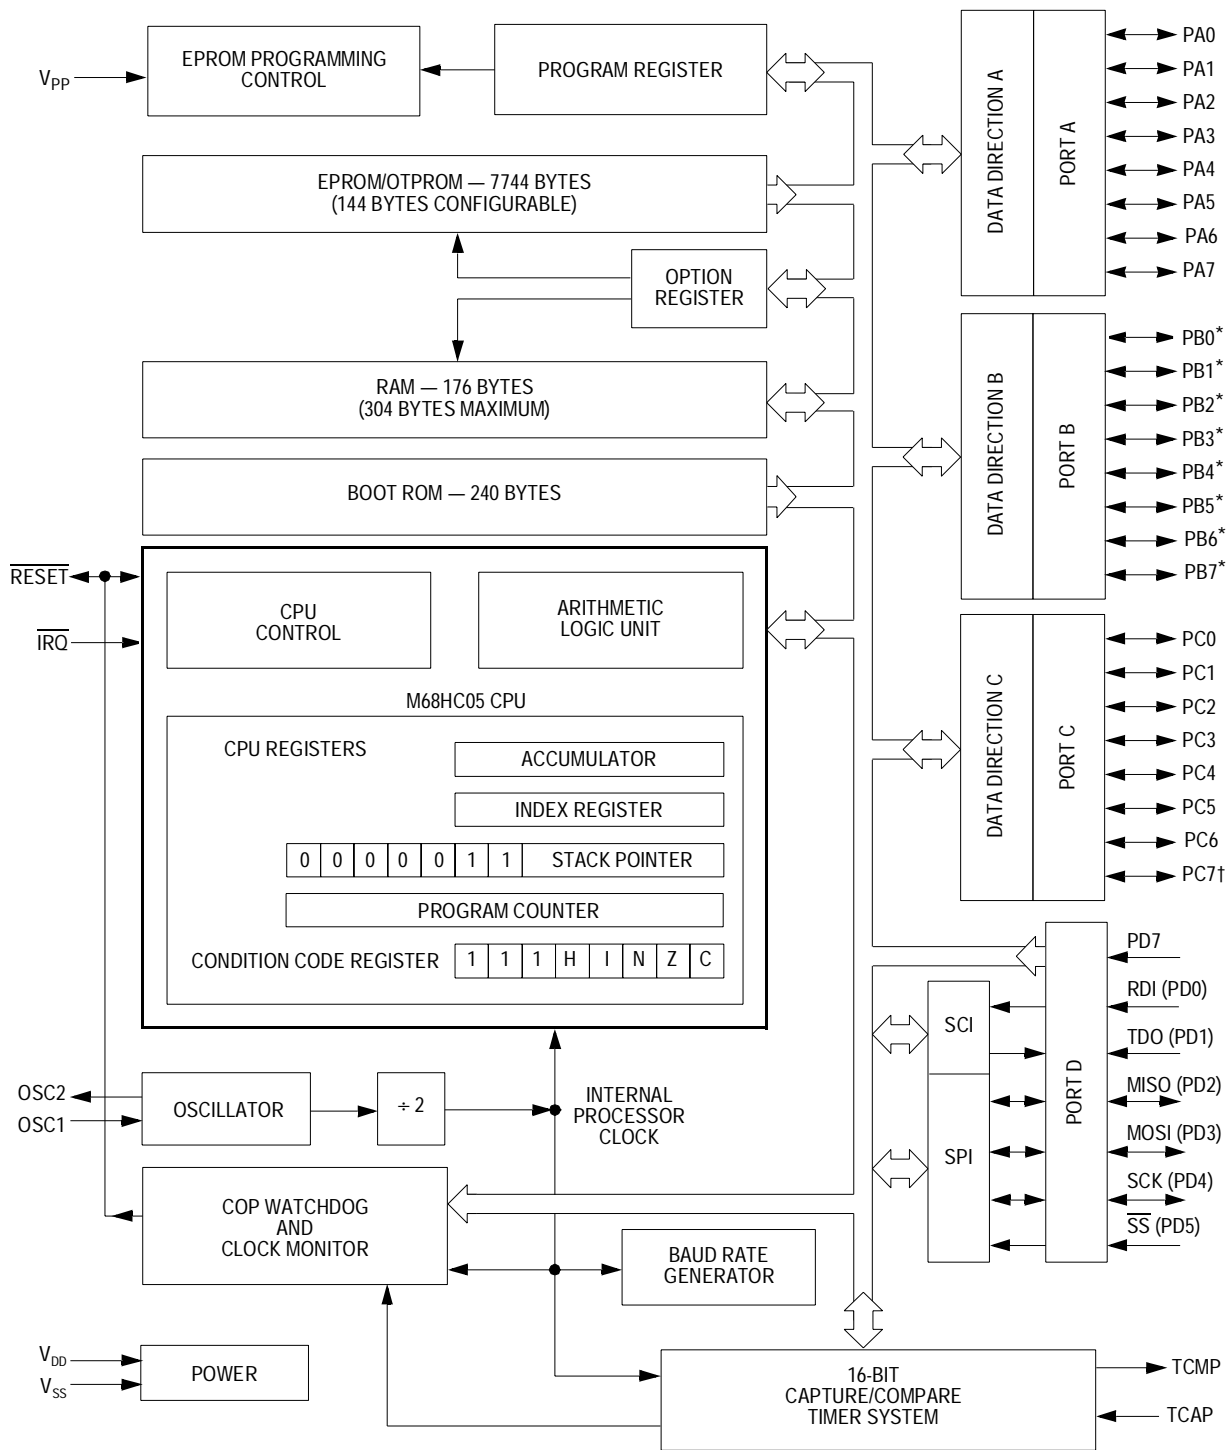 V_PP
EPROM PROGRAMMING
CONTROL
PROGRAM REGISTER
EPROM/OTPROM — 7744 BYTES
(144 BYTES CONFIGURABLE)
OPTION
REGISTER
RAM — 176 BYTES
(304 BYTES MAXIMUM)
BOOT ROM — 240 BYTES
RESET
IRQ
CPU
CONTROL
ARITHMETIC
LOGIC UNIT
M68HC05 CPU
CPU REGISTERS
ACCUMULATOR
INDEX REGISTER
0 0 0 0 0 1 1 STACK POINTER
PROGRAM COUNTER
CONDITION CODE REGISTER 1 1 1 H I N Z C
OSC2
OSC1
OSCILLATOR
÷ 2
INTERNAL
PROCESSOR
CLOCK
COP WATCHDOG
AND
CLOCK MONITOR
BAUD RATE
GENERATOR
V_DD
V_SS
POWER
16-BIT
CAPTURE/COMPARE
TIMER SYSTEM
TCMP
TCAP
DATA DIRECTION A
PORT A
PA0
PA1
PA2
PA3
PA4
PA5
PA6
PA7
DATA DIRECTION B
PORT B
PB0*
PB1*
PB2*
PB3*
PB4*
PB5*
PB6*
PB7*
DATA DIRECTION C
PORT C
PC0
PC1
PC2
PC3
PC4
PC5
PC6
PC7†
SCI
SPI
PORT D
PD7
RDI (PD0)
TDO (PD1)
MISO (PD2)
MOSI (PD3)
SCK (PD4)
SS (PD5)